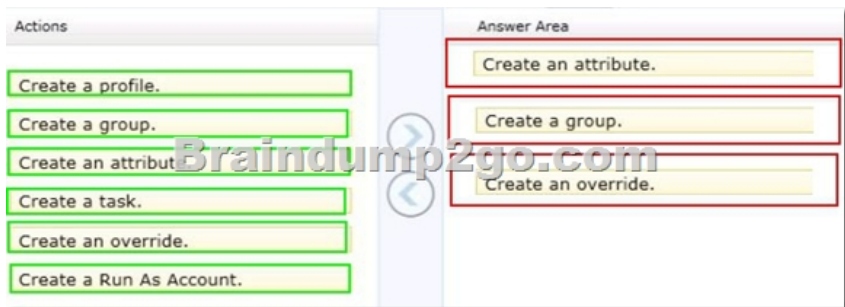 Actions
Create a profile.
Create a group.
Create an attribute.
Create a task.
Create an override.
Create a Run As Account.
Answer Area
Create an attribute.
Create a group.
Create an override.
Braindump2go.com